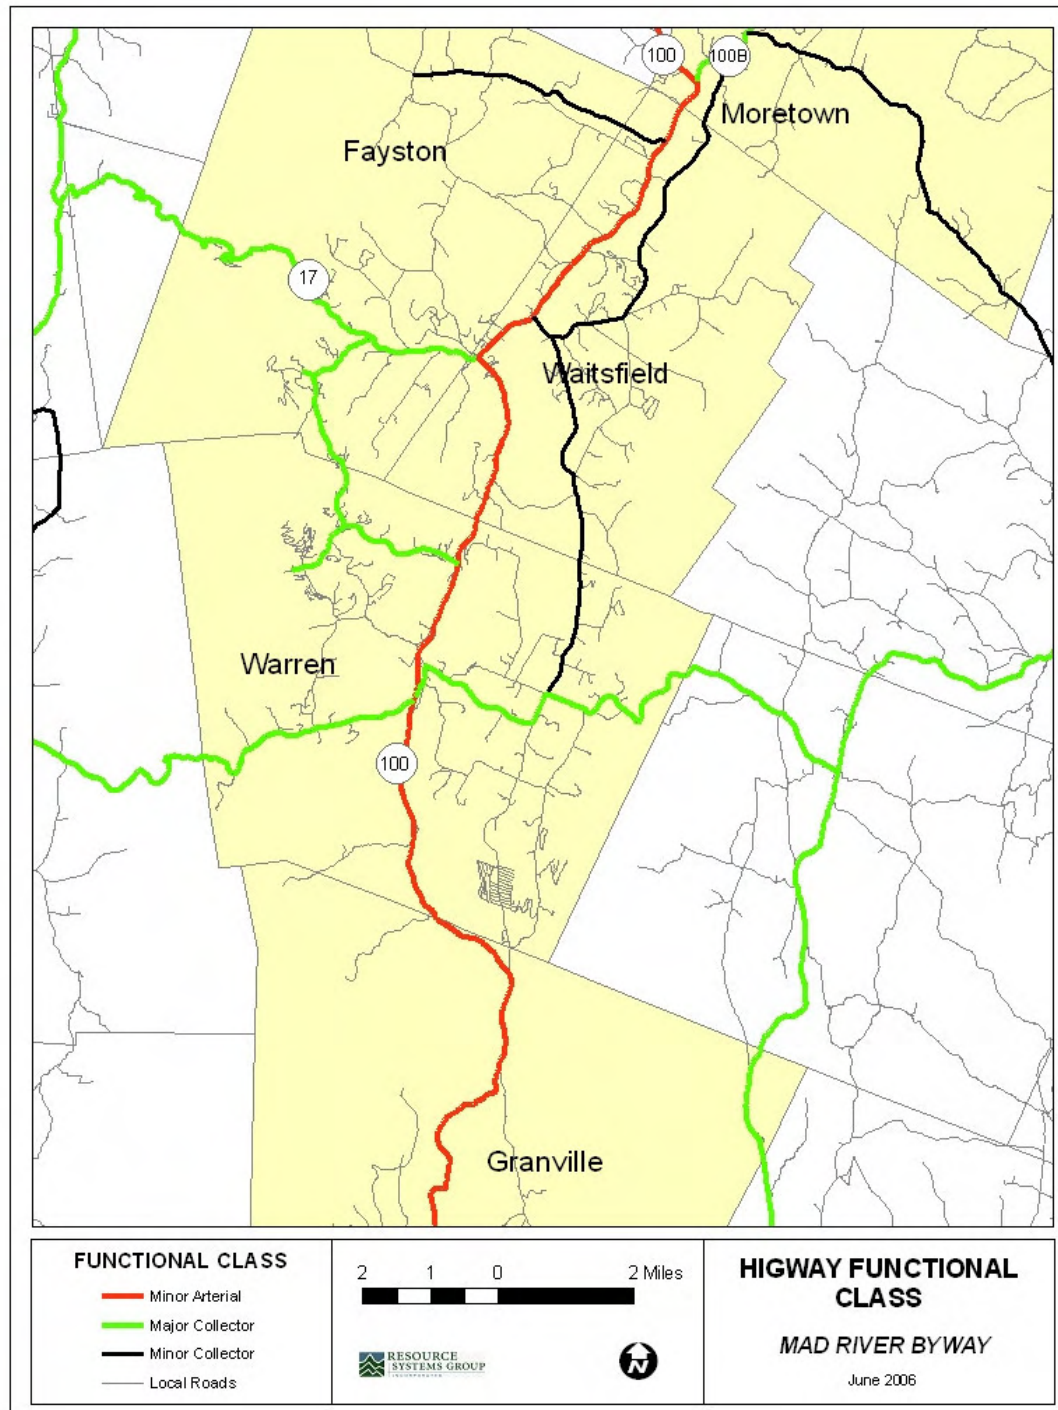 100
100B
Moretown
Fayston
17
Waitsfield
Warren
100
Granville
FUNCTIONAL CLASS
Minor Arterial
Major Collector
Minor Collector
Local Roads
2 1 0 2 Miles
RESOURCE
SYSTEMS GROUP
INCORPORATED
N
HIGWAY FUNCTIONAL
CLASS
MAD RIVER BYWAY
June 2006